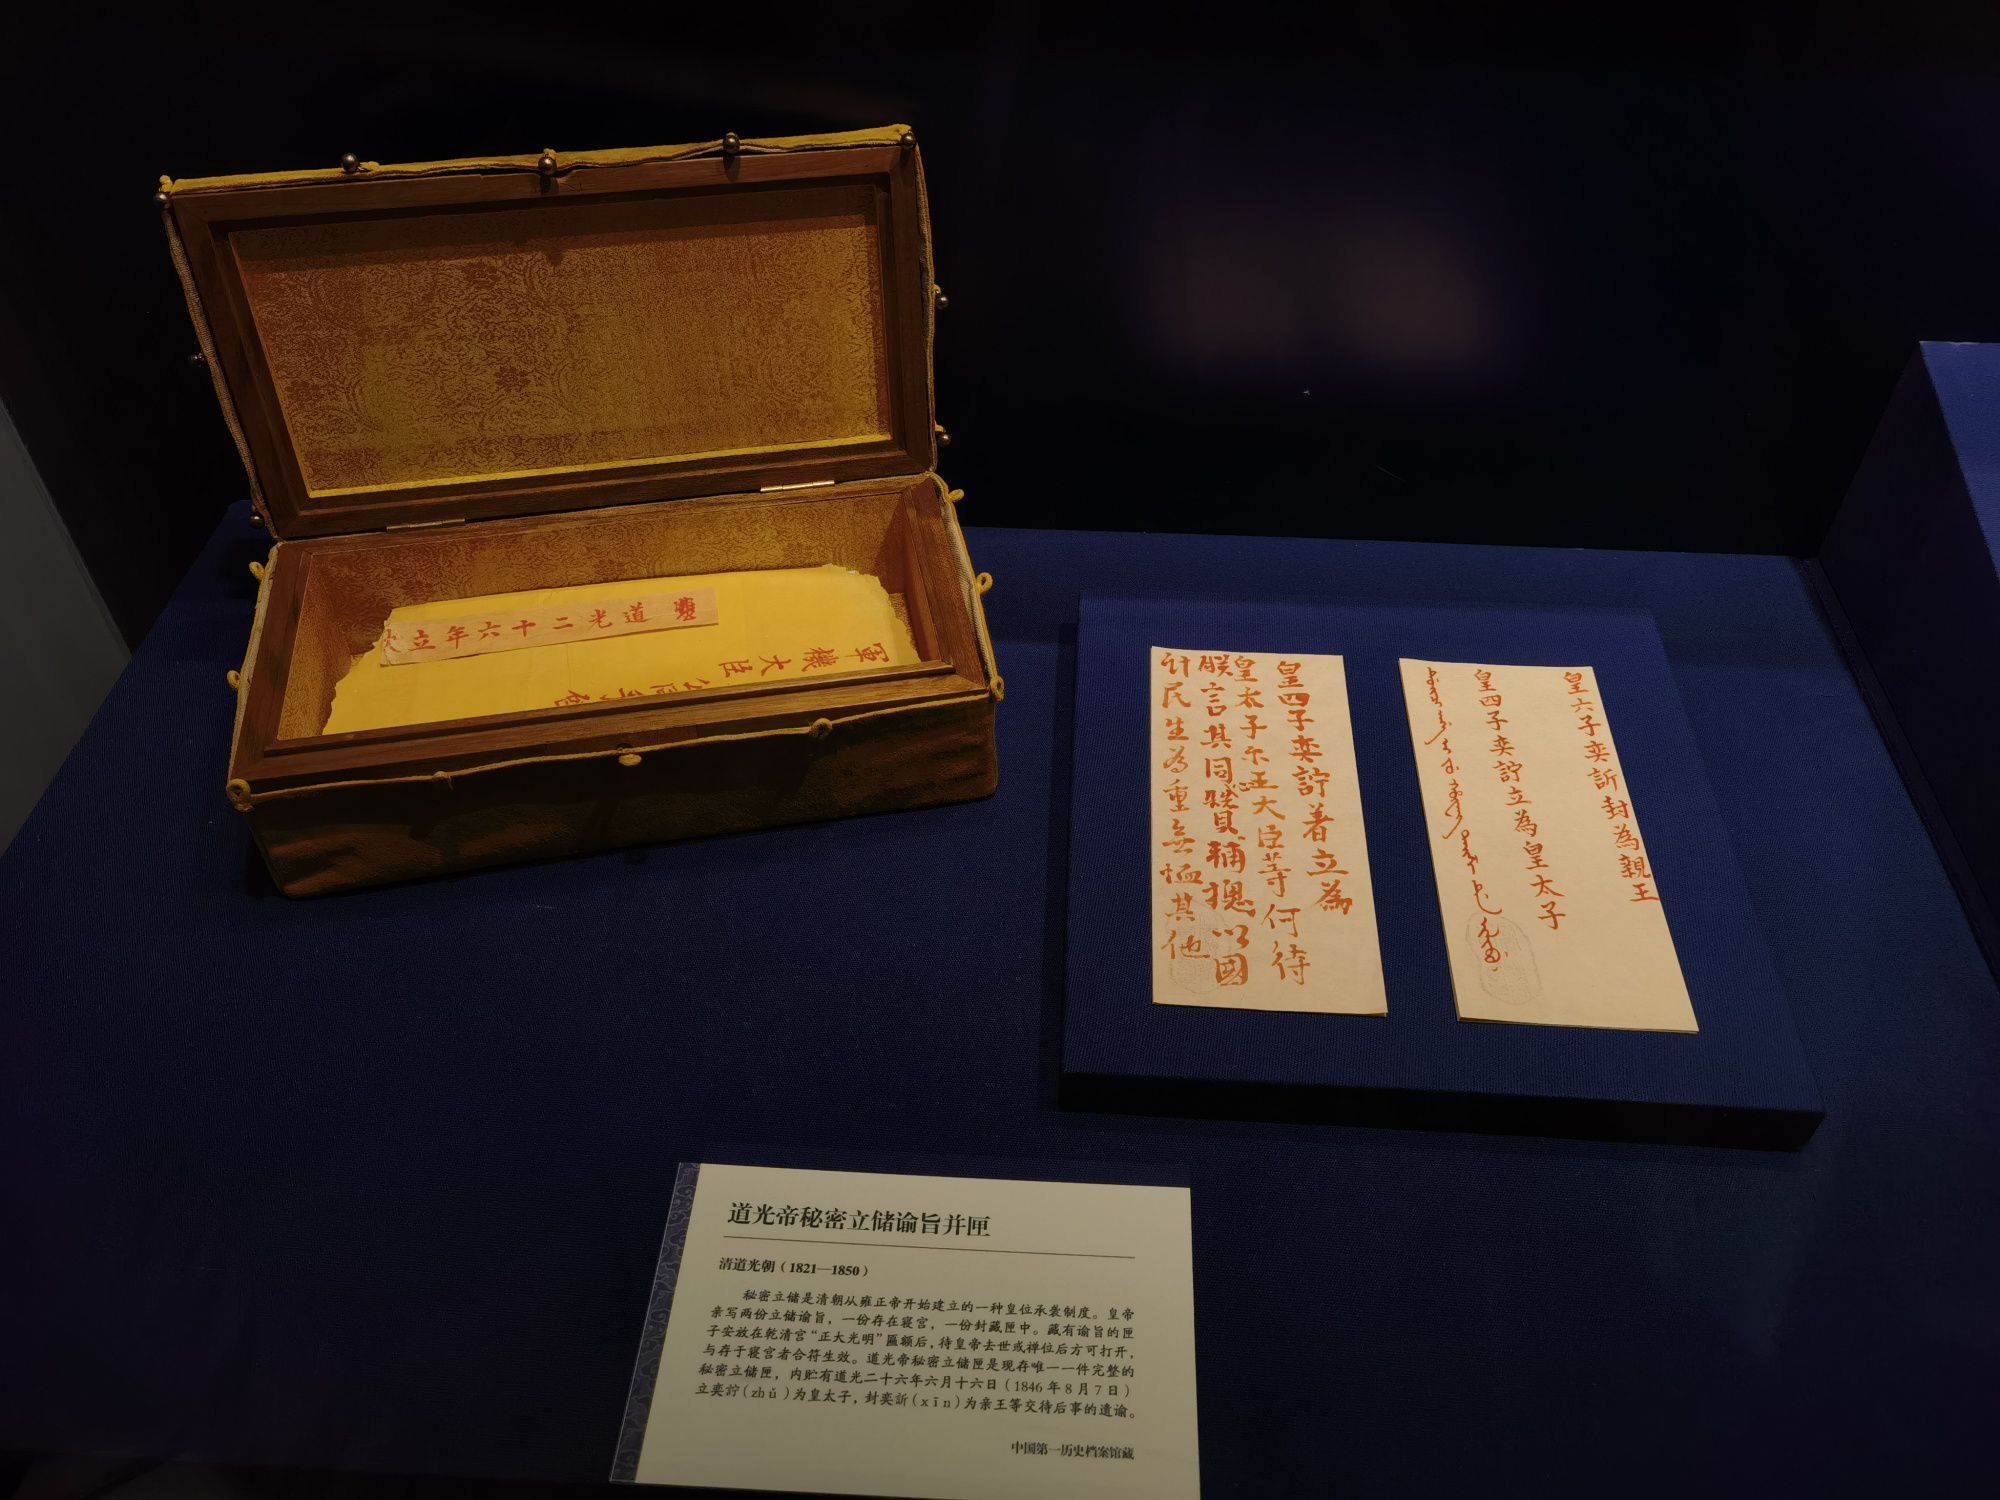 道光二十六年立
軍機大臣
皇四子奕詝著立為
皇太子尔王大臣等何待
朕言其同心贊輔摠以國
計民生為重無恤其他
皇六子奕訢封為親王
皇四子奕詝立為皇太子
道光帝秘密立储谕旨并匣
清道光朝（1821—1850）
秘密立储是清朝从雍正帝开始建立的一种皇位承袭制度。皇帝
亲写两份立储谕旨，一份存在寝宫，一份封藏匣中。藏有谕旨的匣
子安放在乾清宫“正大光明”匾额后，待皇帝去世或禅位后方可打开，
与存于寝宫者合符生效。道光帝秘密立储匣是现存唯一一件完整的
秘密立储匣，内贮有道光二十六年六月十六日（1846年8月7日）
立奕詝(zhǔ)为皇太子，封奕訢(xīn)为亲王等交待后事的遗谕。
中国第一历史档案馆藏